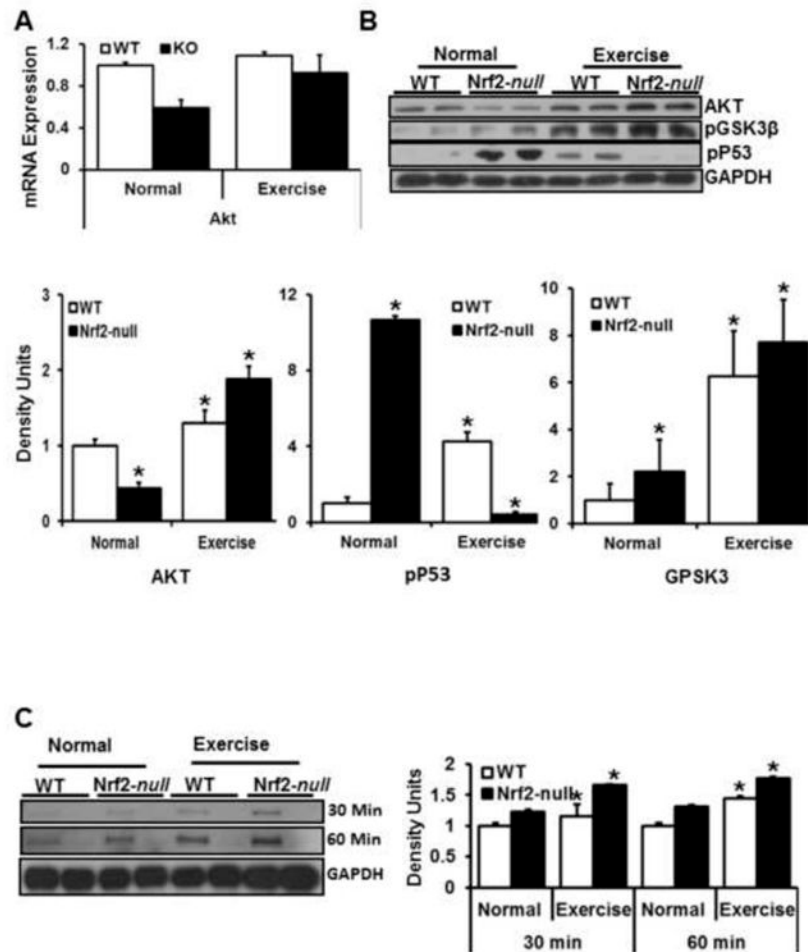 A
WT KO
mRNA Expression
1.2
0.8
0.4
0
Normal Exercise
Akt
B
Normal Exercise
WT Nrf2-null WT Nrf2-null
AKT
pGSK3β
pP53
GAPDH
Density Units
3
2
1
0
WT
Nrf2-null
*
*
*
Normal Exercise
AKT
12
8
4
0
WT
Nrf2-null
*
*
*
Normal Exercise
pP53
10
8
6
4
2
0
WT
Nrf2-null
*
*
*
Normal Exercise
GPSK3
C
Normal Exercise
WT Nrf2-null WT Nrf2-null
30 Min
60 Min
GAPDH
Density Units
2
1.5
1
0.5
0
WT
Nrf2-null
*
*
*
*
Normal Exercise Normal Exercise
30 min 60 min